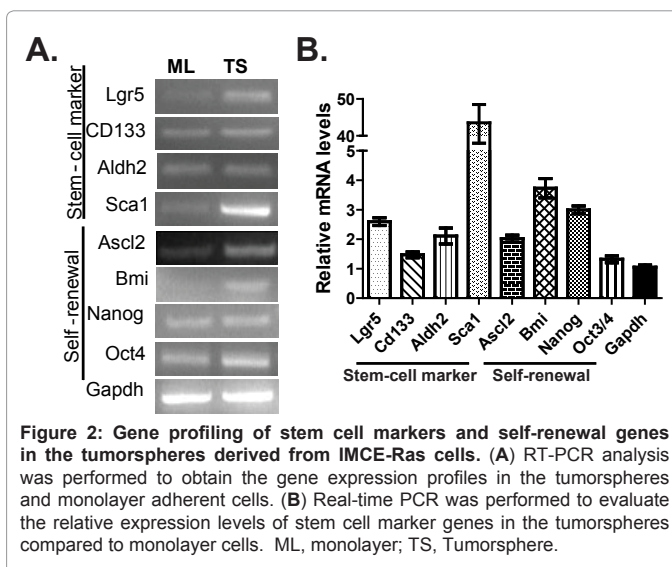 A.
ML TS
Stem-cell marker
Lgr5
CD133
Aldh2
Sca1
Self-renewal
Ascl2
Bmi
Nanog
Oct4
Gapdh
B.
Relative mRNA levels
50
40
6
5
4
3
2
1
0
Lgr5
Cd133
Aldh2
Sca1
Ascl2
Bmi
Nanog
Oct3/4
Gapdh
Stem-cell marker Self-renewal
Figure 2: Gene profiling of stem cell markers and self-renewal genes
in the tumorspheres derived from IMCE-Ras cells. (A) RT-PCR analysis
was performed to obtain the gene expression profiles in the tumorspheres
and monolayer adherent cells. (B) Real-time PCR was performed to evaluate
the relative expression levels of stem cell marker genes in the tumorspheres
compared to monolayer cells. ML, monolayer; TS, Tumorsphere.